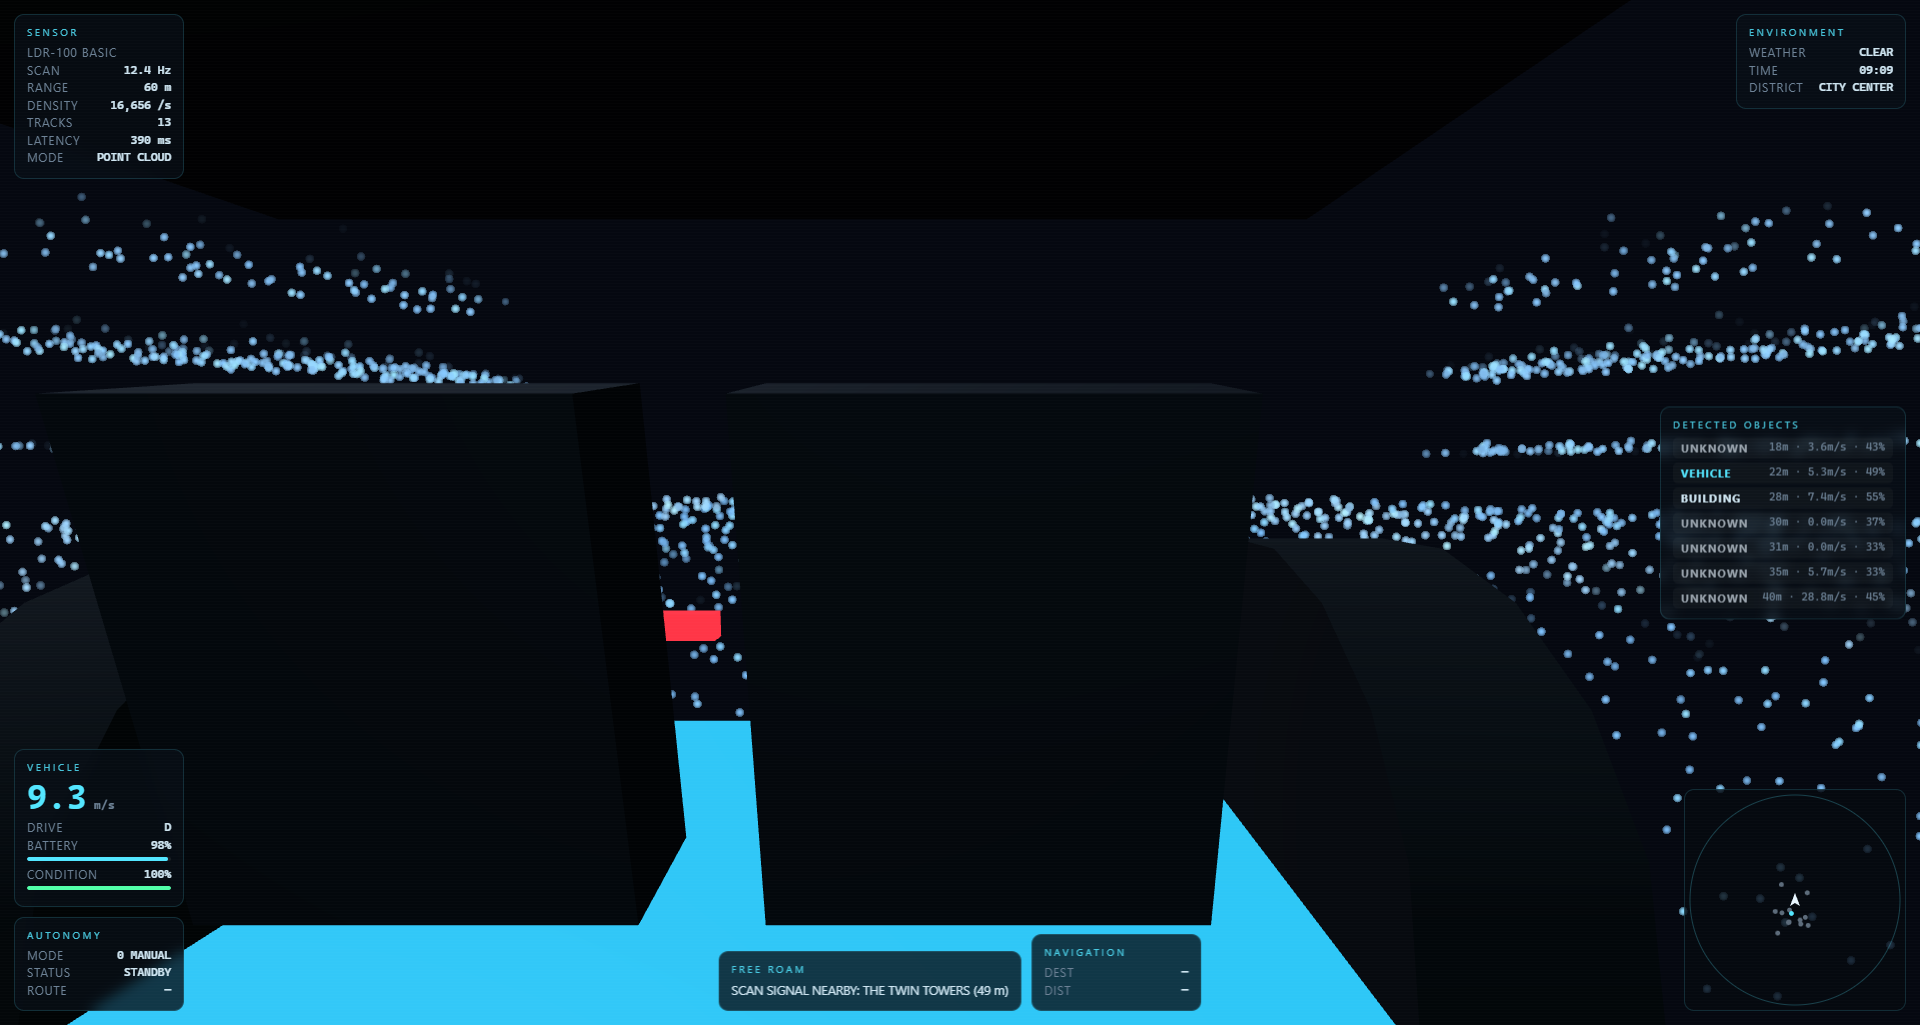 SENSOR
LDR-100 BASIC
SCAN 12.4 Hz
RANGE 60 m
DENSITY 16,656 /s
TRACKS 13
LATENCY 390 ms
MODE POINT CLOUD
ENVIRONMENT
WEATHER CLEAR
TIME 09:09
DISTRICT CITY CENTER
DETECTED OBJECTS
UNKNOWN 18m · 3.6m/s · 43%
VEHICLE 22m · 5.3m/s · 49%
BUILDING 28m · 7.4m/s · 55%
UNKNOWN 30m · 0.0m/s · 37%
UNKNOWN 31m · 0.0m/s · 33%
UNKNOWN 35m · 5.7m/s · 33%
UNKNOWN 40m · 28.8m/s · 45%
VEHICLE
9.3 m/s
DRIVE D
BATTERY 98%
CONDITION 100%
AUTONOMY
MODE 0 MANUAL
STATUS STANDBY
ROUTE —
FREE ROAM
SCAN SIGNAL NEARBY: THE TWIN TOWERS (49 m)
NAVIGATION
DEST —
DIST —